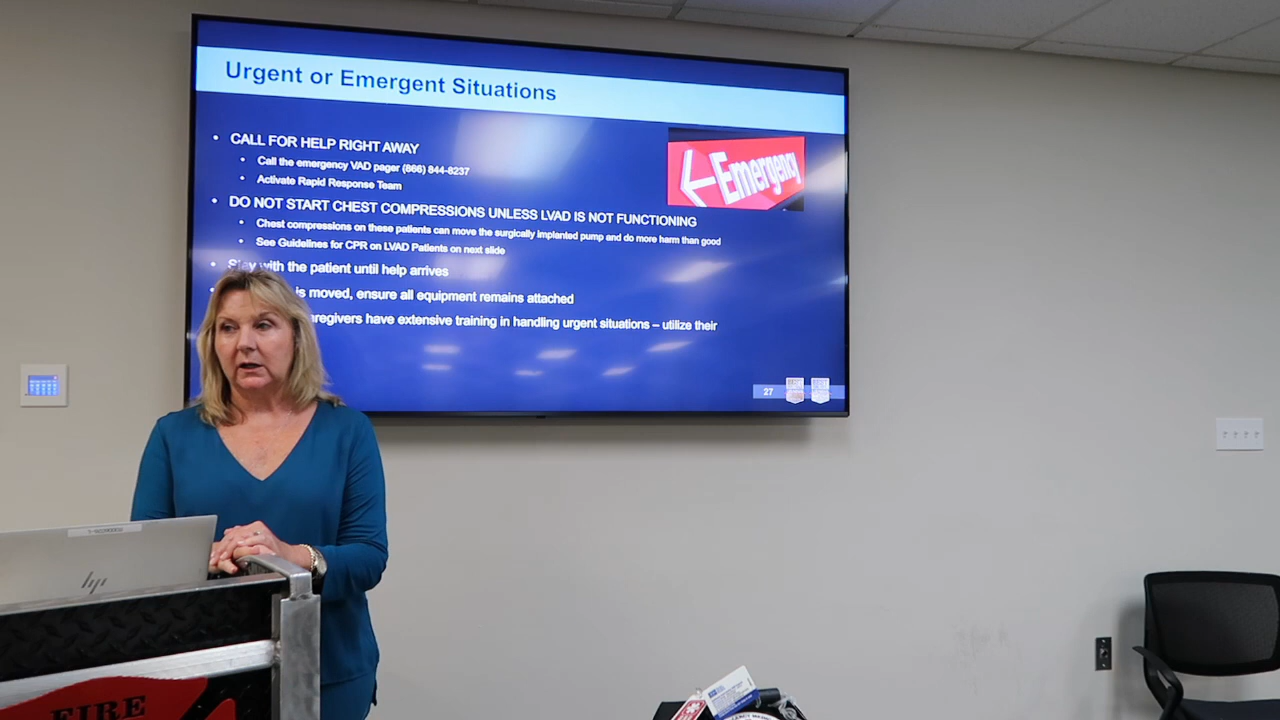 Urgent or Emergent Situations
• CALL FOR HELP RIGHT AWAY
• Call the emergency VAD pager (866) 844-8237
• Activate Rapid Response Team
Emergency
• DO NOT START CHEST COMPRESSIONS UNLESS LVAD IS NOT FUNCTIONING
• Chest compressions on these patients can move the surgically implanted pump and do more harm than good
• See Guidelines for CPR on LVAD Patients on next slide
• Stay with the patient until help arrives
is moved, ensure all equipment remains attached
caregivers have extensive training in handling urgent situations – utilize their
27
hp
FIRE